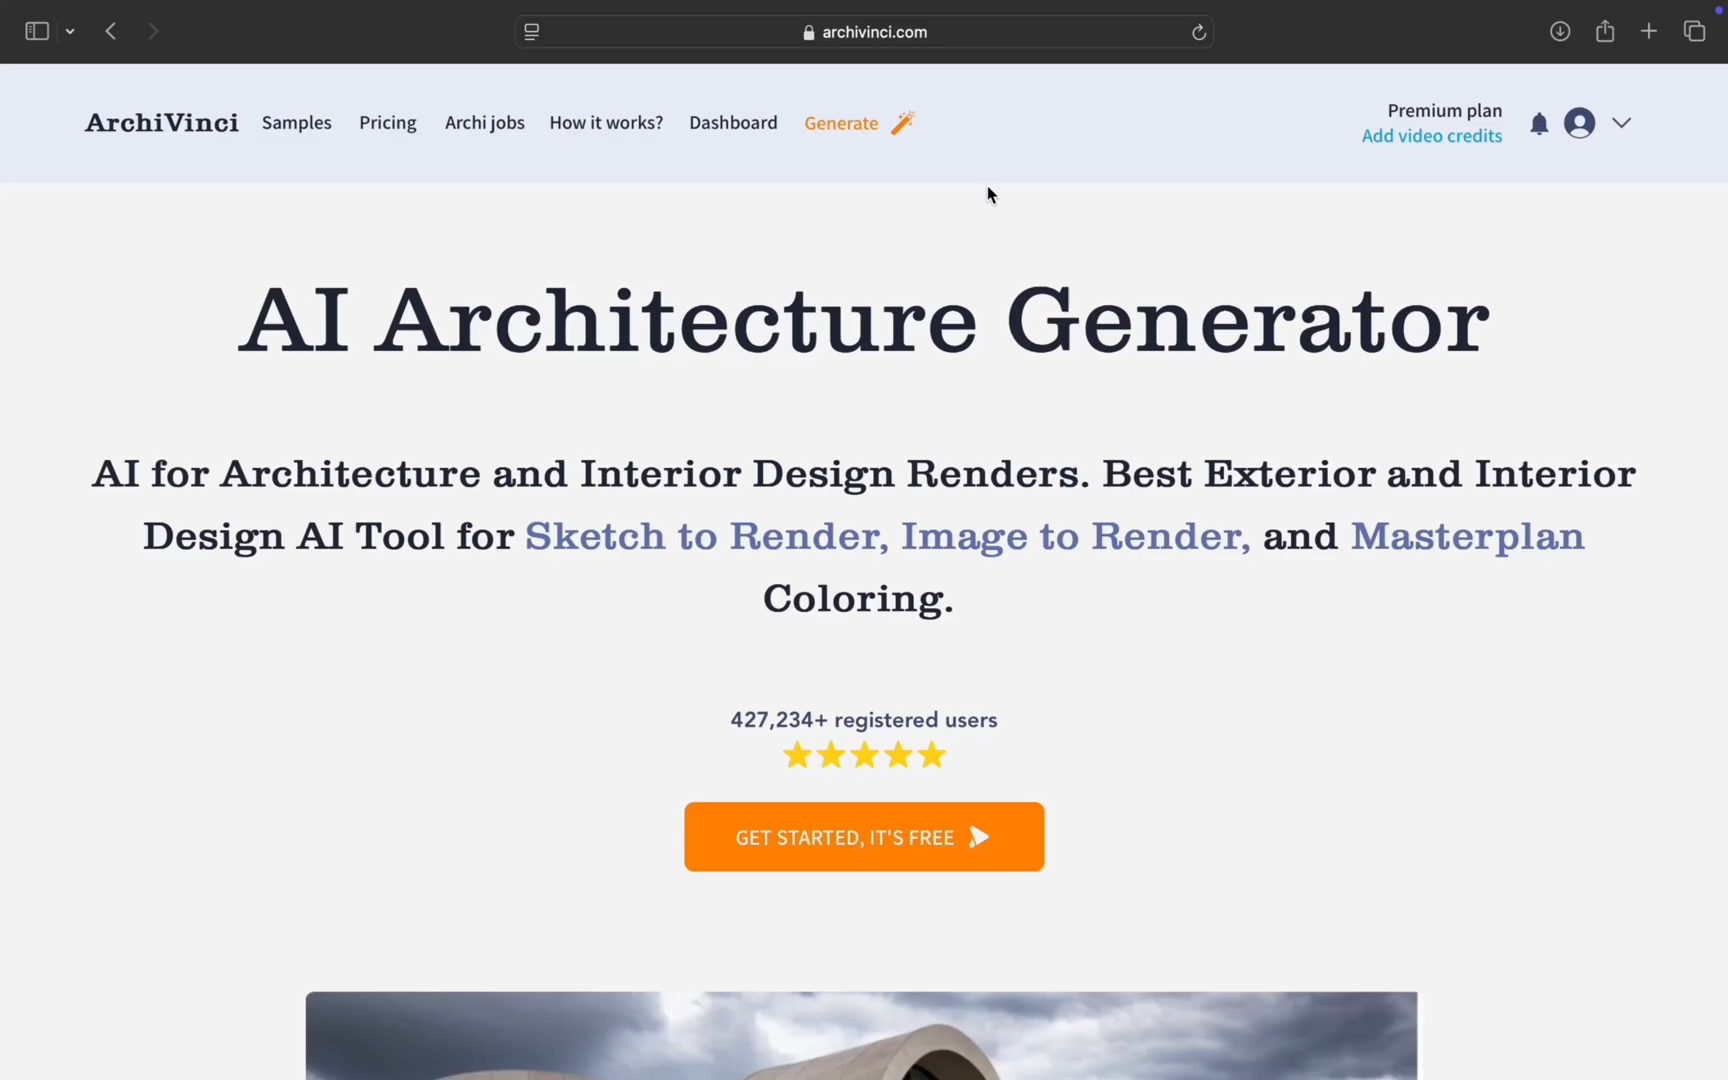 archivinci.com
ArchiVinci Samples Pricing Archi jobs How it works? Dashboard Generate
Premium plan
Add video credits
AI Architecture Generator
AI for Architecture and Interior Design Renders. Best Exterior and Interior
Design AI Tool for Sketch to Render, Image to Render, and Masterplan
Coloring.
427,234+ registered users
GET STARTED, IT'S FREE